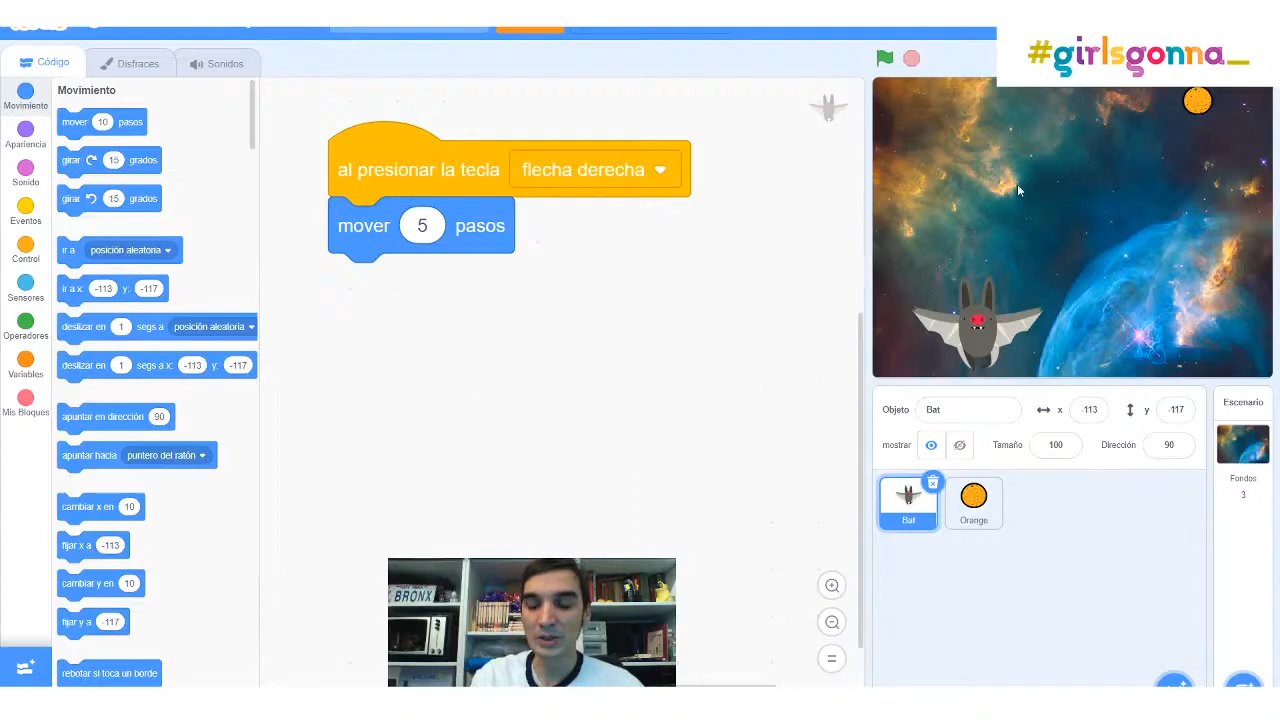 #girlsgonna_
Código
Disfraces
Sonidos
Movimiento
Apariencia
Sonido
Eventos
Control
Sensores
Operadores
Variables
Mis Bloques
Movimiento
mover 10 pasos
girar 15 grados
girar 15 grados
ir a posición aleatoria
ir a x: -113 y: -117
deslizar en 1 segs a posición aleatoria
deslizar en 1 segs a x: -113 y: -117
apuntar en dirección 90
apuntar hacia puntero del ratón
cambiar x en 10
fijar x a -113
cambiar y en 10
fijar y a -117
rebotar si toca un borde
al presionar la tecla flecha derecha
mover 5 pasos
BRONX
Objeto Bat x -113 y -117
mostrar Tamaño 100 Dirección 90
Bat
Orange
Escenario
Fondos
3